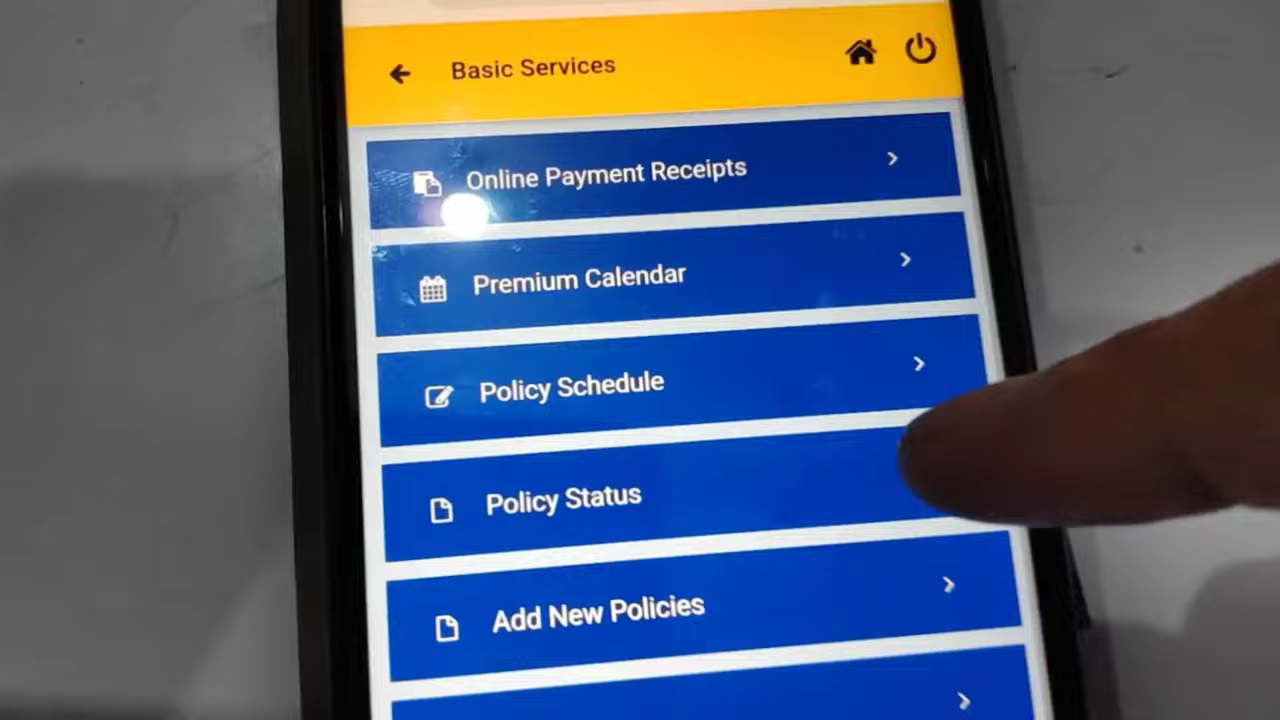 Basic Services
Online Payment Receipts
Premium Calendar
Policy Schedule
Policy Status
Add New Policies